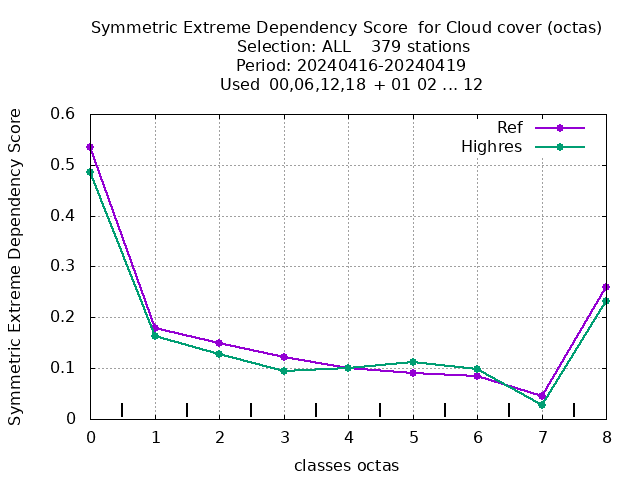 Symmetric Extreme Dependency Score  for Cloud cover (octas)
Selection: ALL    379 stations
Period: 20240416-20240419
Used  00,06,12,18  + 01 02 ... 12
Symmetric Extreme Dependency Score
0.6
0.5
0.4
0.3
0.2
0.1
0
Ref
Highres
0 1 2 3 4 5 6 7 8
classes octas